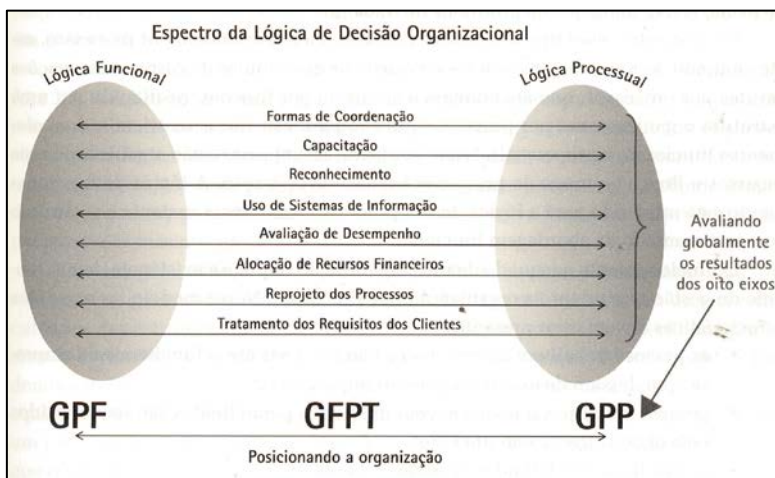 Espectro da Lógica de Decisão Organizacional
Lógica Funcional
Lógica Processual
Formas de Coordenação
Capacitação
Reconhecimento
Uso de Sistemas de Informação
Avaliação de Desempenho
Alocação de Recursos Financeiros
Reprojeto dos Processos
Tratamento dos Requisitos dos Clientes
Avaliando
globalmente
os resultados
dos oito eixos
GPF GFPT GPP
Posicionando a organização